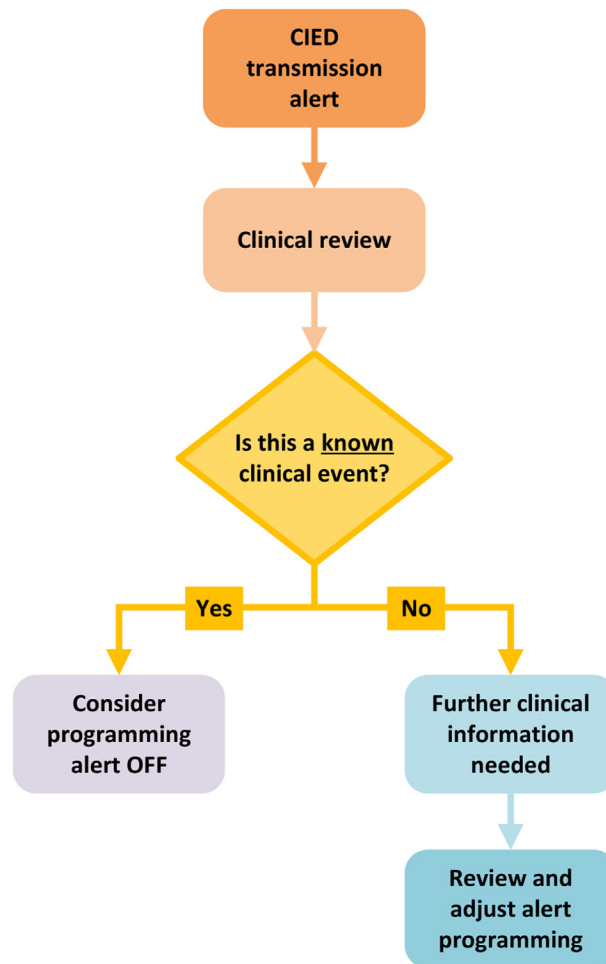 CIED
transmission
alert
Clinical review
Is this a known
clinical event?
Yes
No
Consider
programming
alert OFF
Further clinical
information
needed
Review and
adjust alert
programming